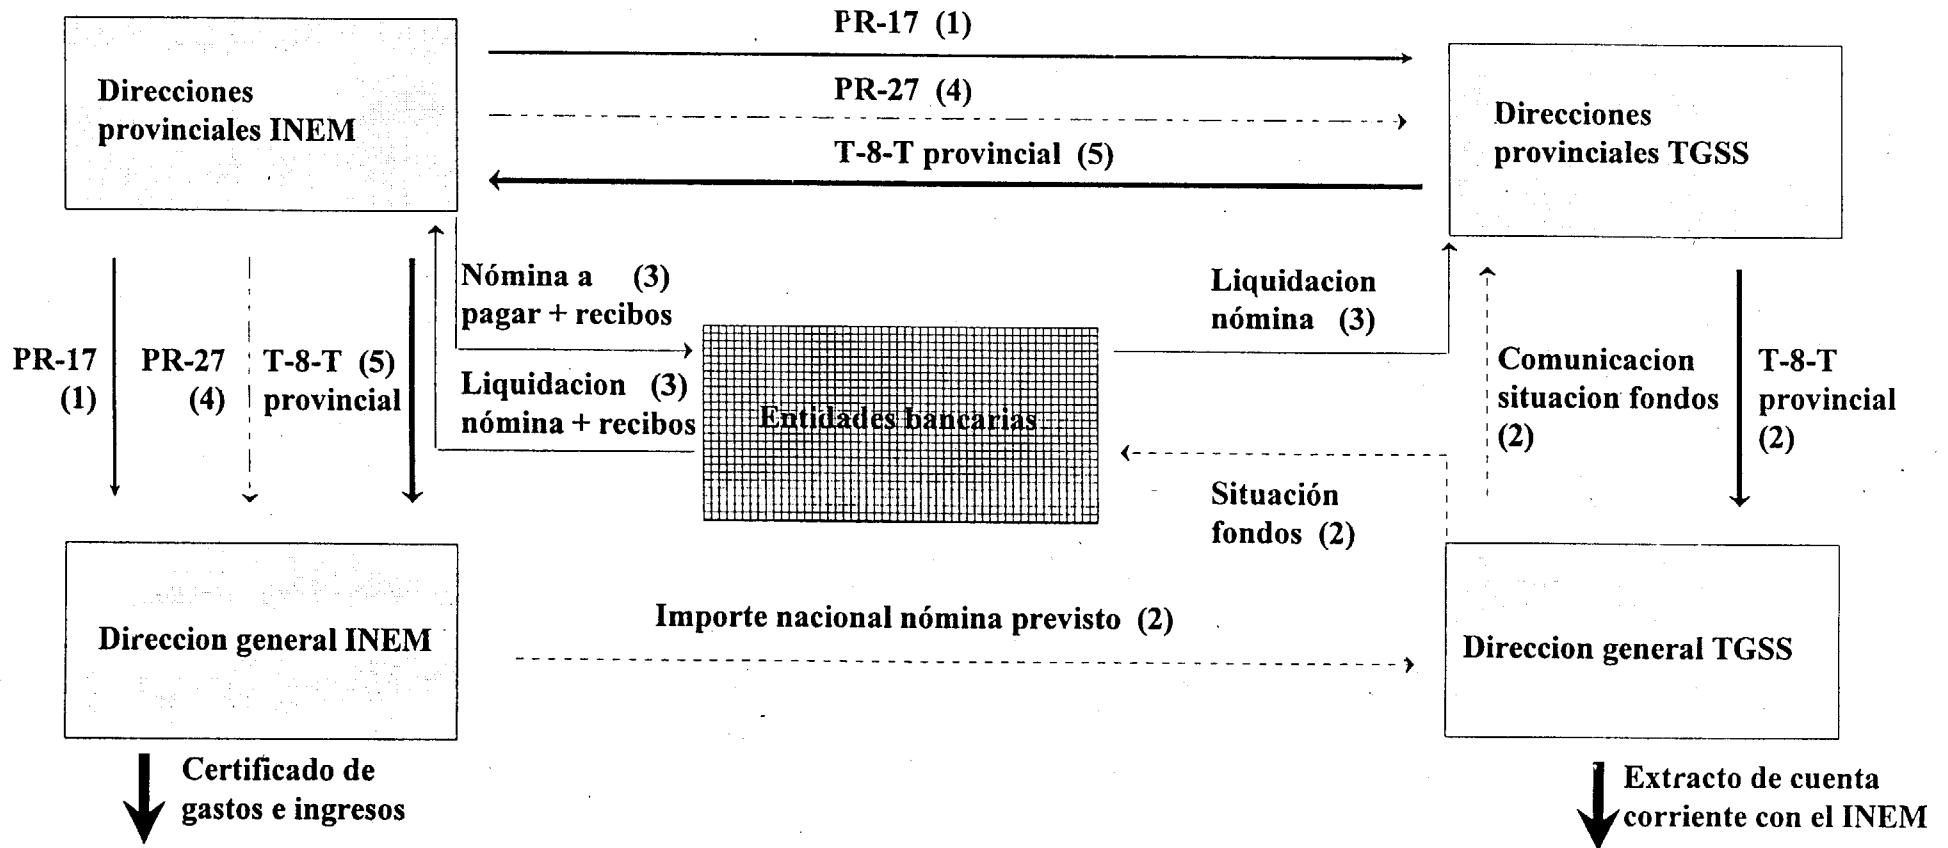 PR-17 (1)
Direcciones
provinciales INEM
PR-27 (4)
Direcciones
provinciales TGSS
T-8-T provincial (5)
Nómina a (3)
pagar + recibos
Liquidacion
nómina (3)
PR-17
(1)
PR-27
(4)
T-8-T (5)
provincial
Liquidacion (3)
nómina + recibos
Entidades bancarias
Comunicacion
situacion fondos
(2)
T-8-T
provincial
(2)
Situación
fondos (2)
Direccion general INEM
Importe nacional nómina previsto (2)
Direccion general TGSS
Certificado de
gastos e ingresos
Extracto de cuenta
corriente con el INEM